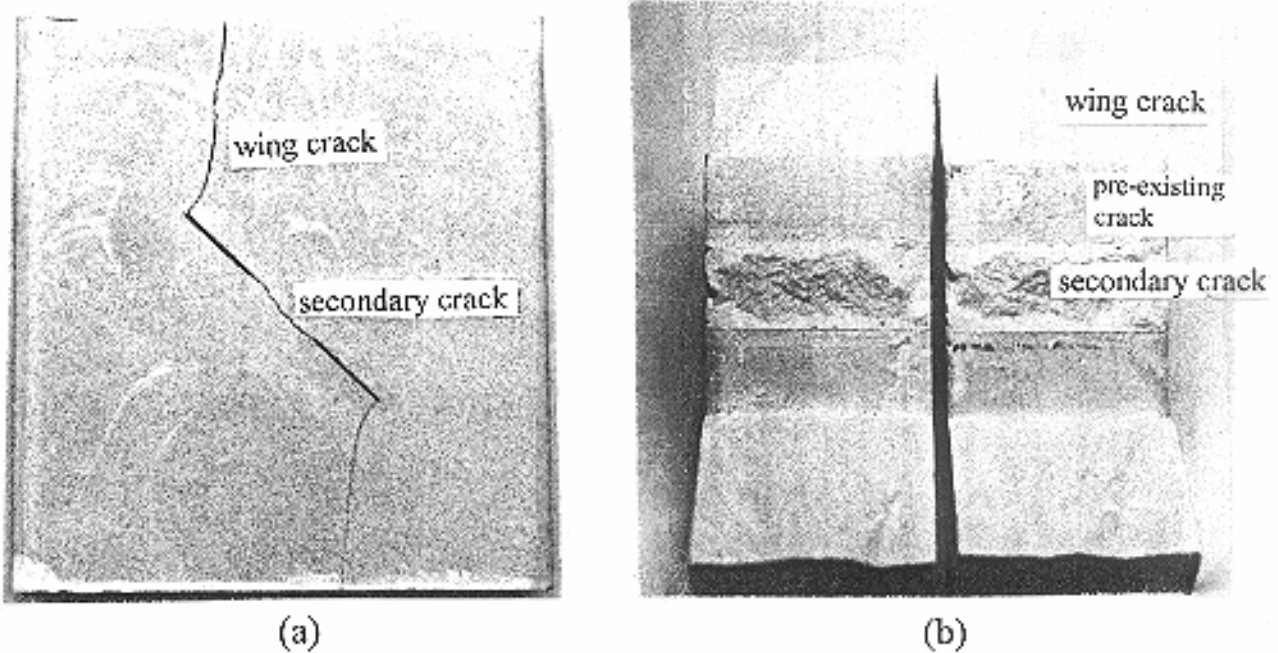 wing crack
secondary crack
(a)
wing crack
pre-existing
crack
secondary crack
(b)